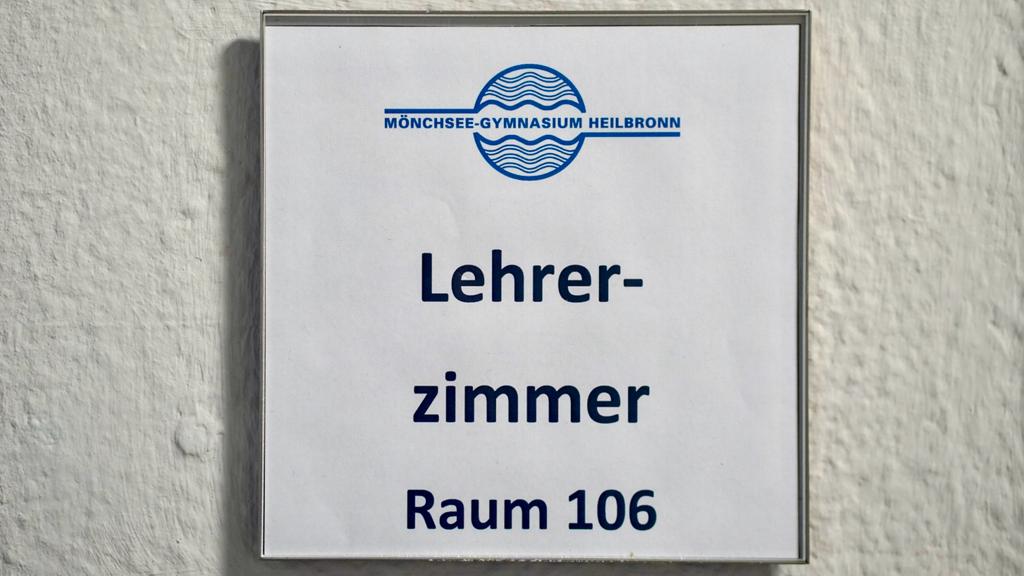 MÖNCHSEE-GYMNASIUM HEILBRONN
Lehrer-
zimmer
Raum 106